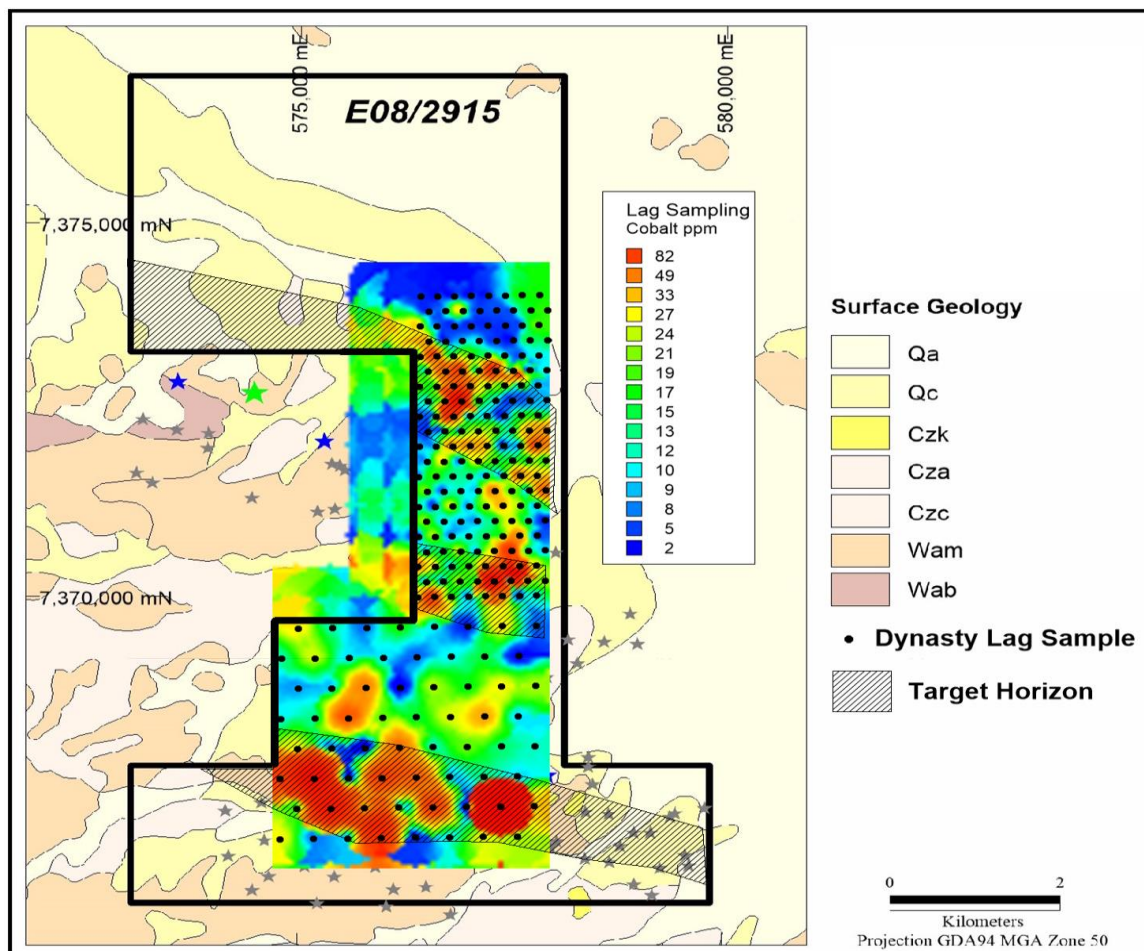 575,000 mE
580,000 mE
E08/2915
7,375,000 mN
7,370,000 mN
Lag Sampling
Cobalt ppm
82
49
33
27
24
21
19
17
15
13
12
10
9
8
5
2
Surface Geology
Qa
Qc
Czk
Cza
Czc
Wam
Wab
Dynasty Lag Sample
Target Horizon
0 2
Kilometers
Projection GDA94 MGA Zone 50